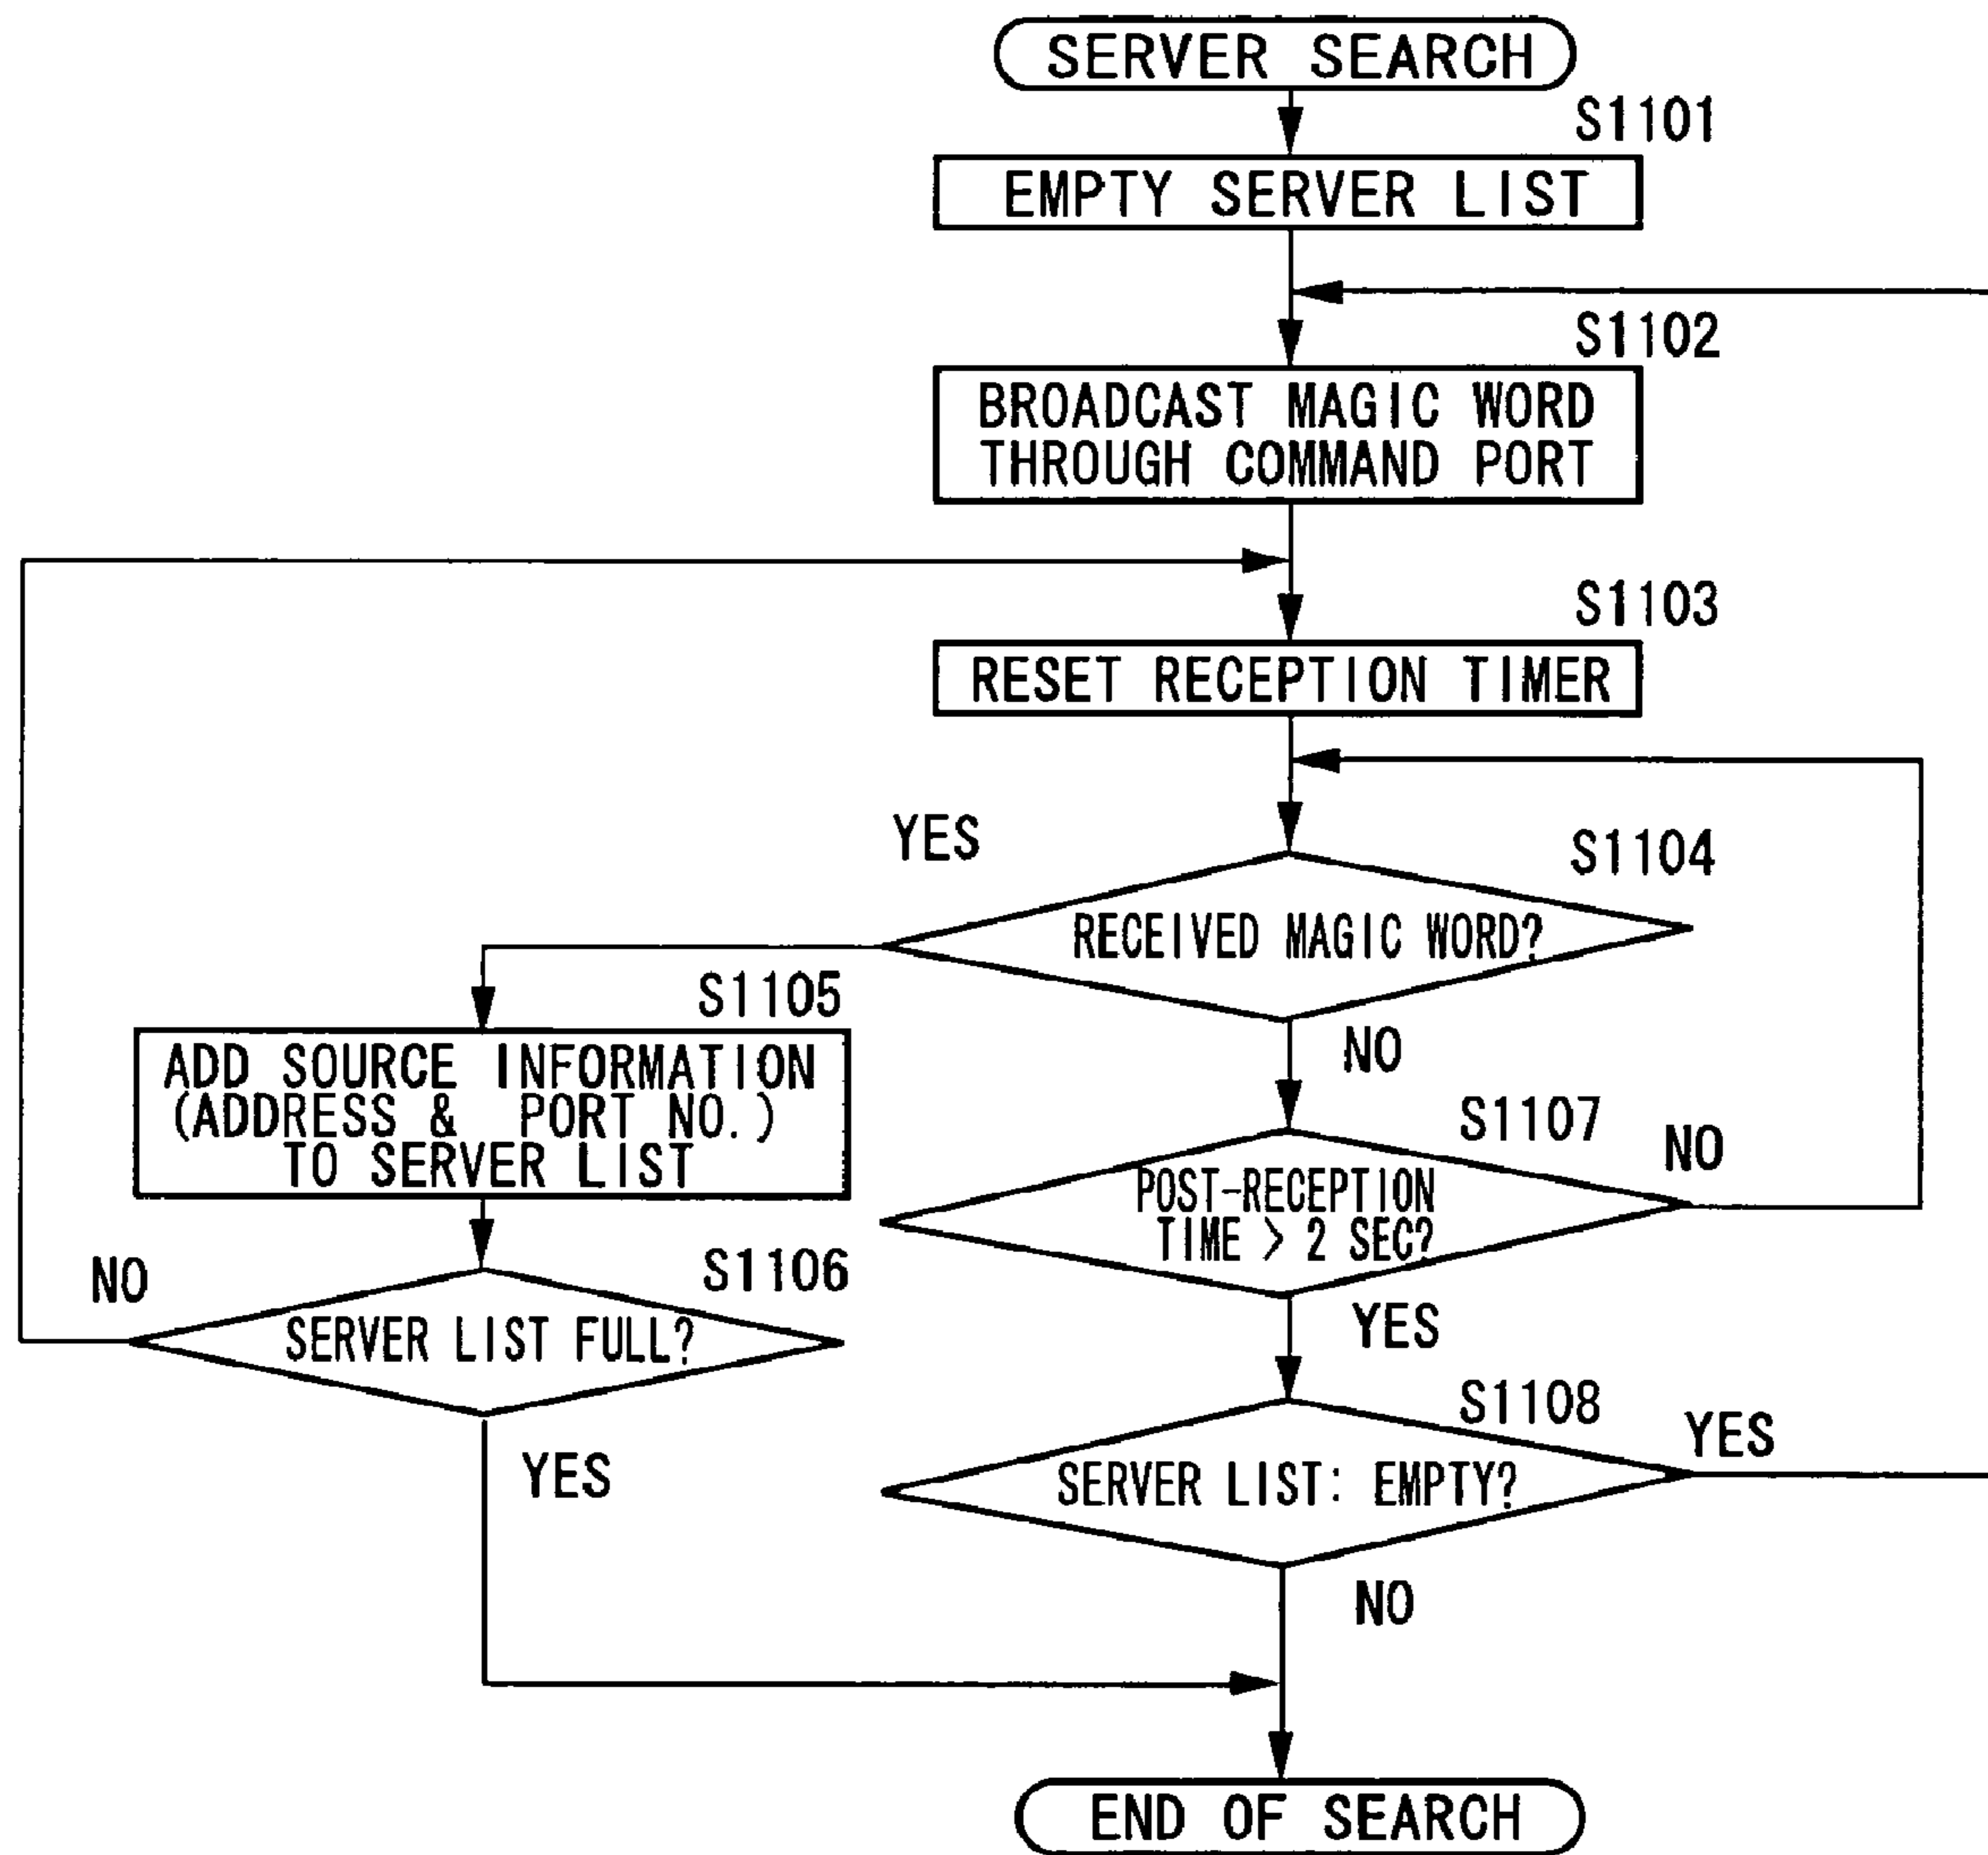 SERVER SEARCH
S1101
EMPTY SERVER LIST
S1102
BROADCAST MAGIC WORD
THROUGH COMMAND PORT
S1103
RESET RECEPTION TIMER
YES
S1104
RECEIVED MAGIC WORD?
NO
S1105
ADD SOURCE INFORMATION
(ADDRESS & PORT NO.)
TO SERVER LIST
S1106
NO
SERVER LIST FULL?
YES
S1107
NO
POST-RECEPTION
TIME > 2 SEC?
YES
S1108
YES
SERVER LIST: EMPTY?
NO
END OF SEARCH